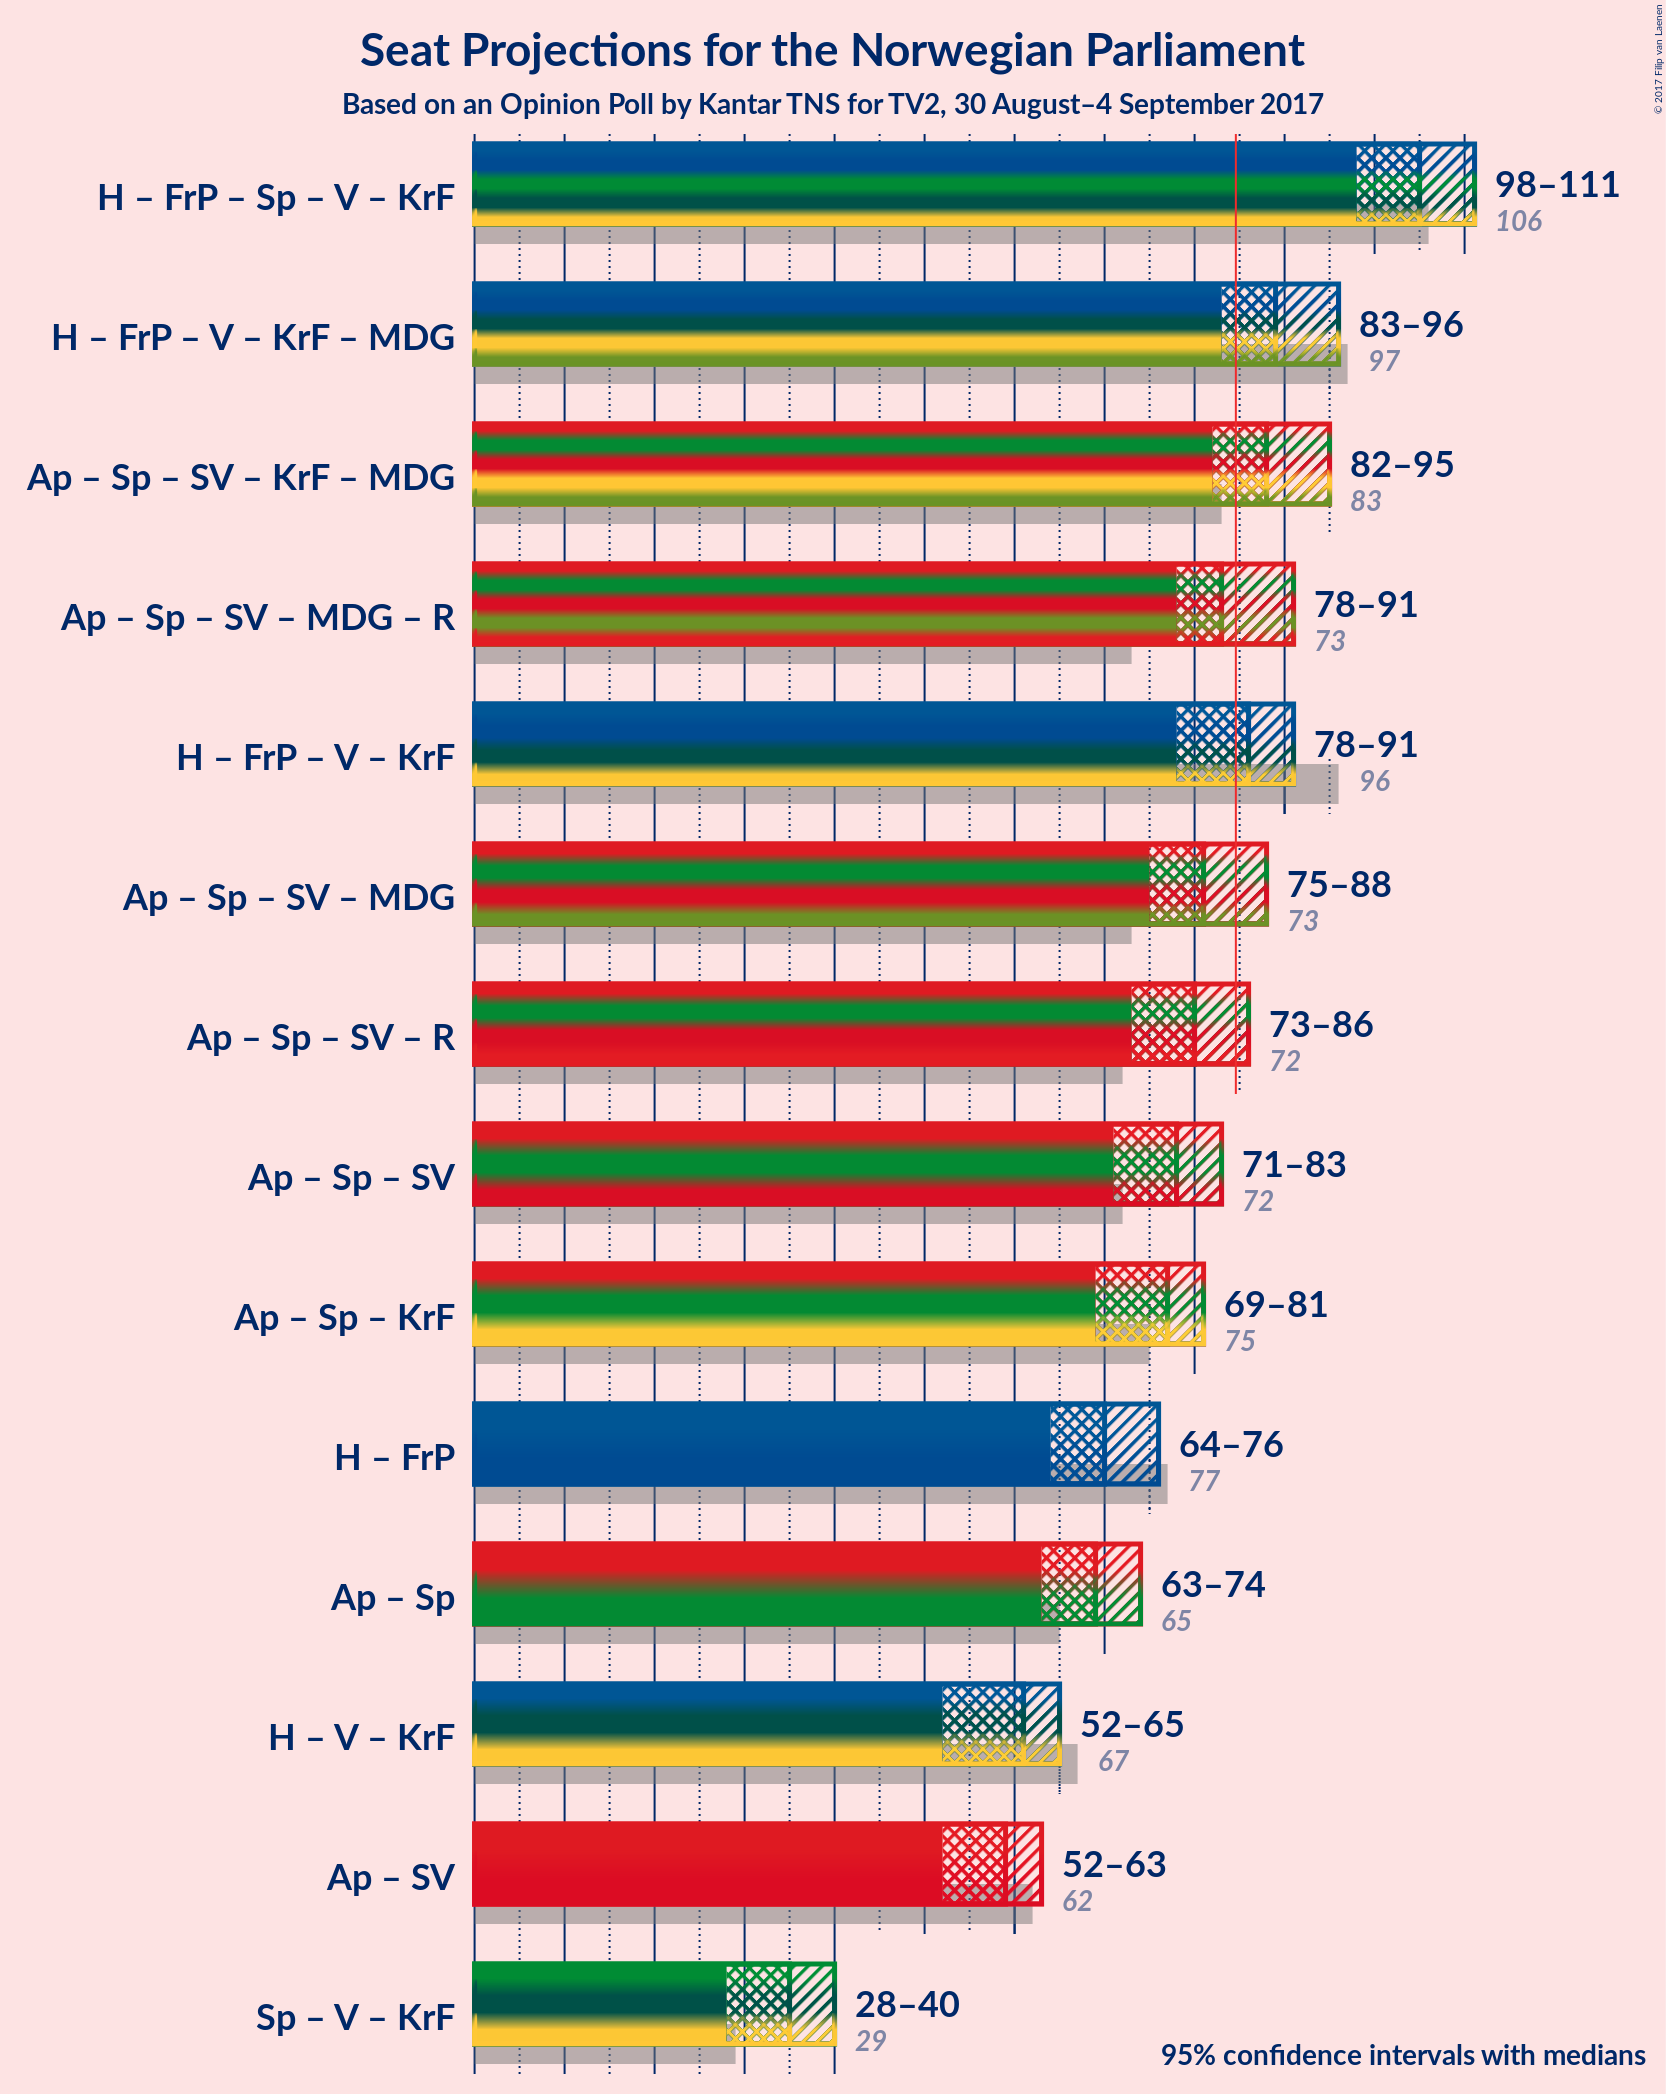 Seat Projections for the Norwegian Parliament
Based on an Opinion Poll by Kantar TNS for TV2, 30 August–4 September 2017
© 2017 Filip van Laenen
H – FrP – Sp – V – KrF
98–111
106
H – FrP – V – KrF – MDG
83–96
97
Ap – Sp – SV – KrF – MDG
82–95
83
Ap – Sp – SV – MDG – R
78–91
73
H – FrP – V – KrF
78–91
96
Ap – Sp – SV – MDG
75–88
73
Ap – Sp – SV – R
73–86
72
Ap – Sp – SV
71–83
72
Ap – Sp – KrF
69–81
75
H – FrP
64–76
77
Ap – Sp
63–74
65
H – V – KrF
52–65
67
Ap – SV
52–63
62
Sp – V – KrF
28–40
29
95% confidence intervals with medians